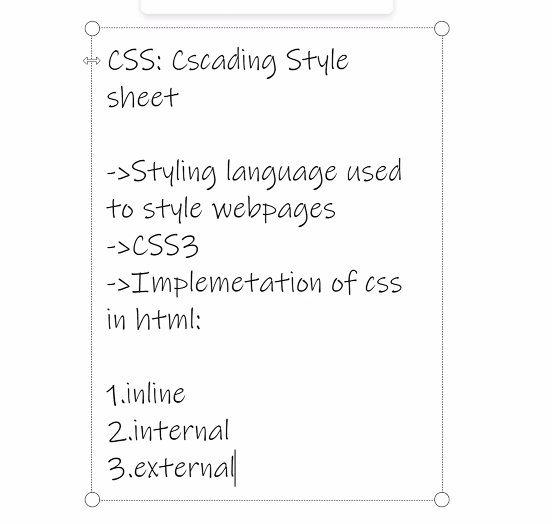 CSS: Cscading Style
sheet
->Styling language used
to style webpages
->CSS3
->Implemetation of css
in html:
1.inline
2.internal
3.external